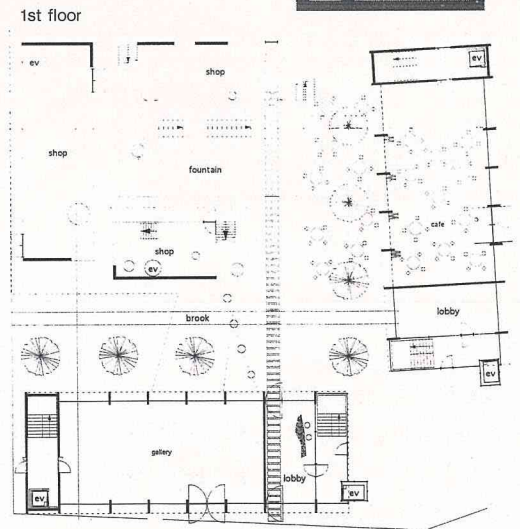 1st floor
ev
shop
ev
shop
fountain
cafe
shop
ev
brook
lobby
ev
gallery
lobby
ev
ev